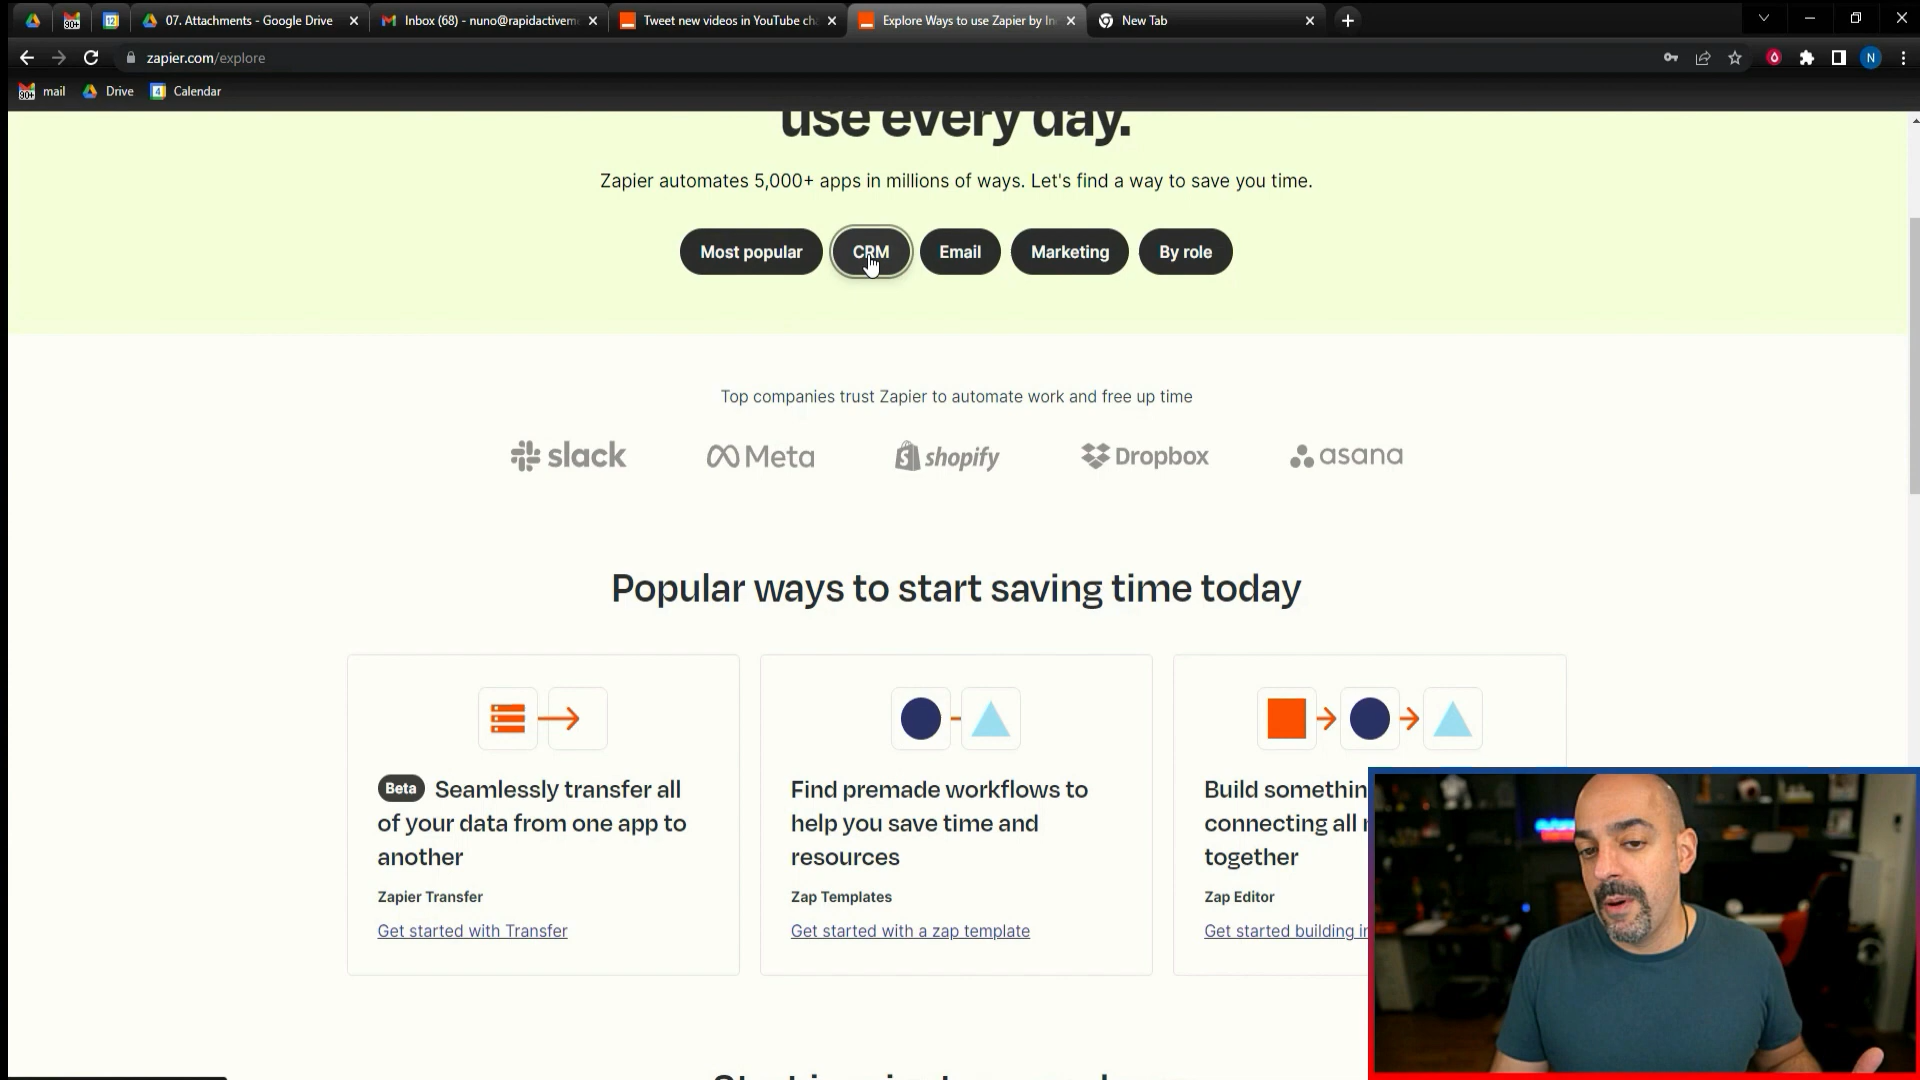 07. Attachments - Google Drive
Inbox (68) - nuno@rapidactivem
Tweet new videos in YouTube ch
Explore Ways to use Zapier by In
New Tab
zapier.com/explore
N
90+ mail
Drive
4 Calendar
use every day.
Zapier automates 5,000+ apps in millions of ways. Let's find a way to save you time.
Most popular
CRM
Email
Marketing
By role
Top companies trust Zapier to automate work and free up time
slack
Meta
shopify
Dropbox
asana
Popular ways to start saving time today
Beta Seamlessly transfer all
of your data from one app to
another
Zapier Transfer
Get started with Transfer
Find premade workflows to
help you save time and
resources
Zap Templates
Get started with a zap template
Build somethin
connecting all
together
Zap Editor
Get started building in